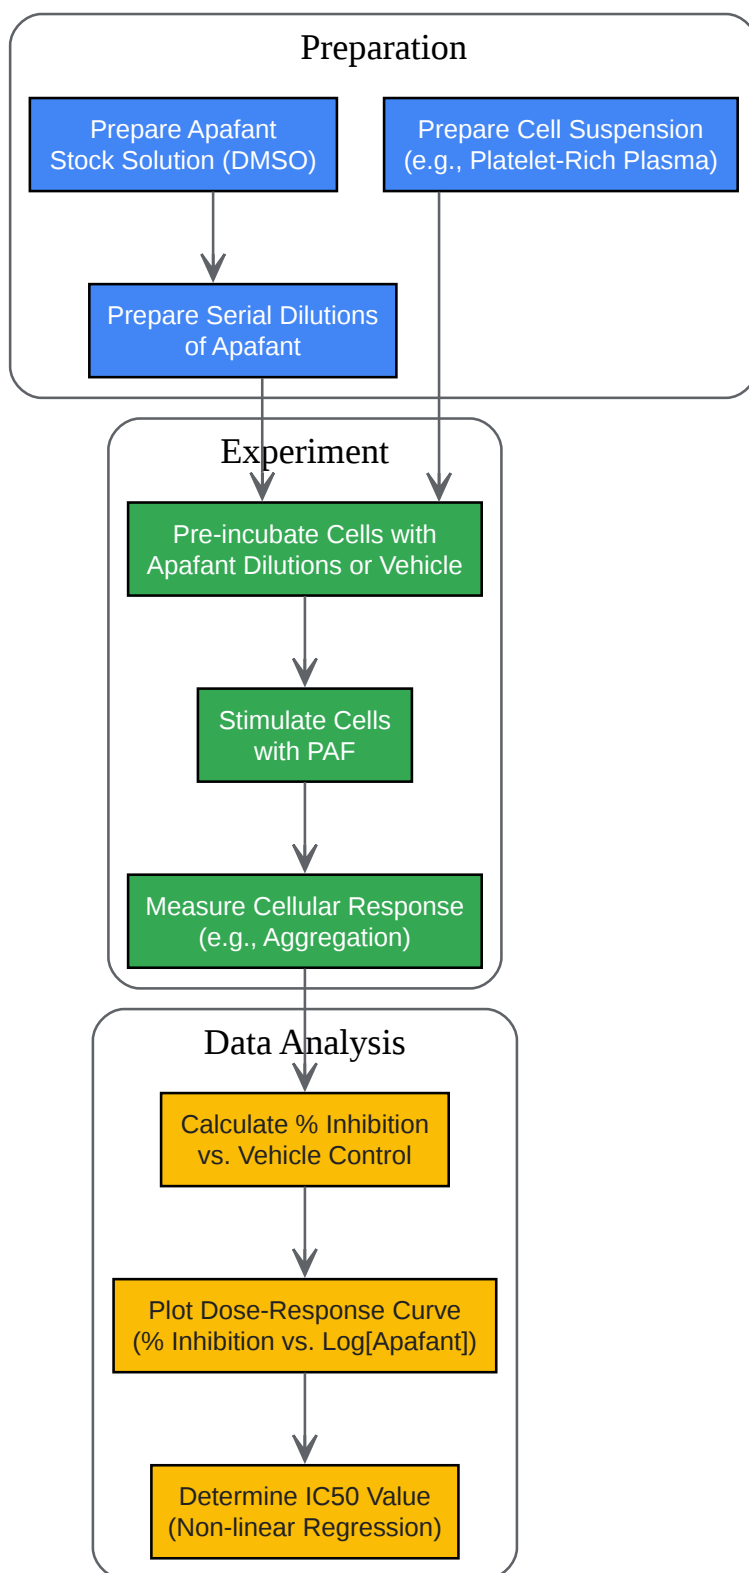 Preparation
Prepare Apafant
Stock Solution (DMSO)
Prepare Cell Suspension
(e.g., Platelet-Rich Plasma)
Prepare Serial Dilutions
of Apafant
Experiment
Pre-incubate Cells with
Apafant Dilutions or Vehicle
Stimulate Cells
with PAF
Measure Cellular Response
(e.g., Aggregation)
Data Analysis
Calculate % Inhibition
vs. Vehicle Control
Plot Dose-Response Curve
(% Inhibition vs. Log[Apafant])
Determine IC50 Value
(Non-linear Regression)